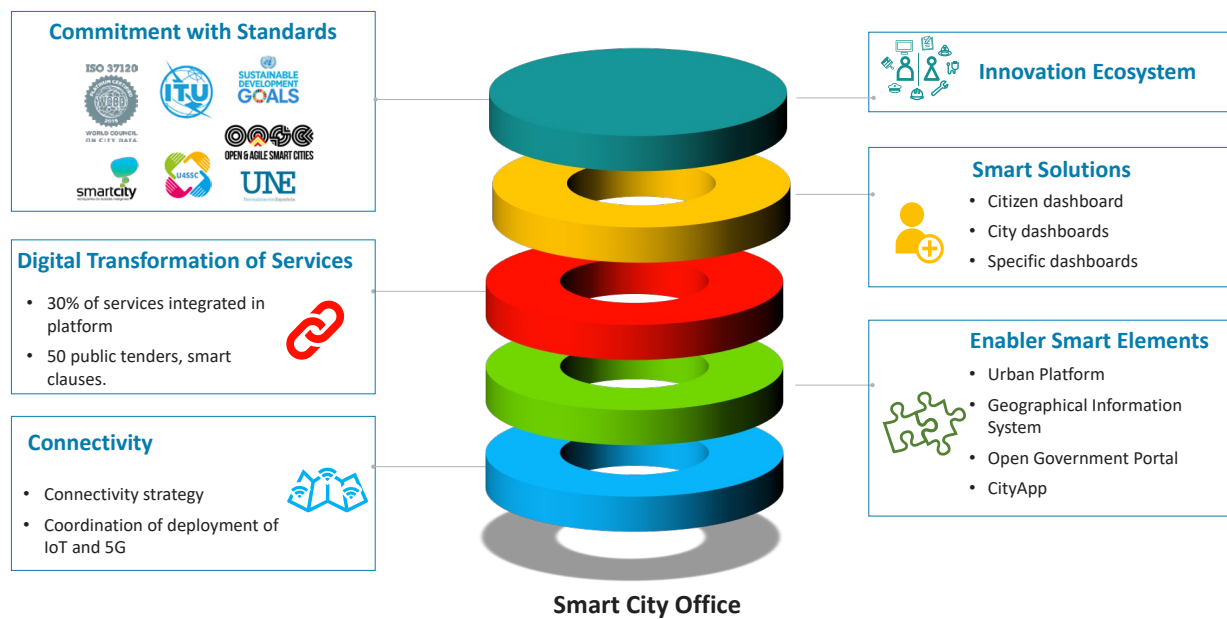 Commitment with Standards
ISO 37120
WORLD COUNCIL
ON CITY DATA
ITU
SUSTAINABLE
DEVELOPMENT
GOALS
OPEN & AGILE SMART CITIES
smartcity
U4SSC
UNE
Normalización Española
Digital Transformation of Services
• 30% of services integrated in
platform
• 50 public tenders, smart
clauses.
Connectivity
• Connectivity strategy
• Coordination of deployment of
IoT and 5G
Innovation Ecosystem
Smart Solutions
• Citizen dashboard
• City dashboards
• Specific dashboards
Enabler Smart Elements
• Urban Platform
• Geographical Information
System
• Open Government Portal
• CityApp
Smart City Office